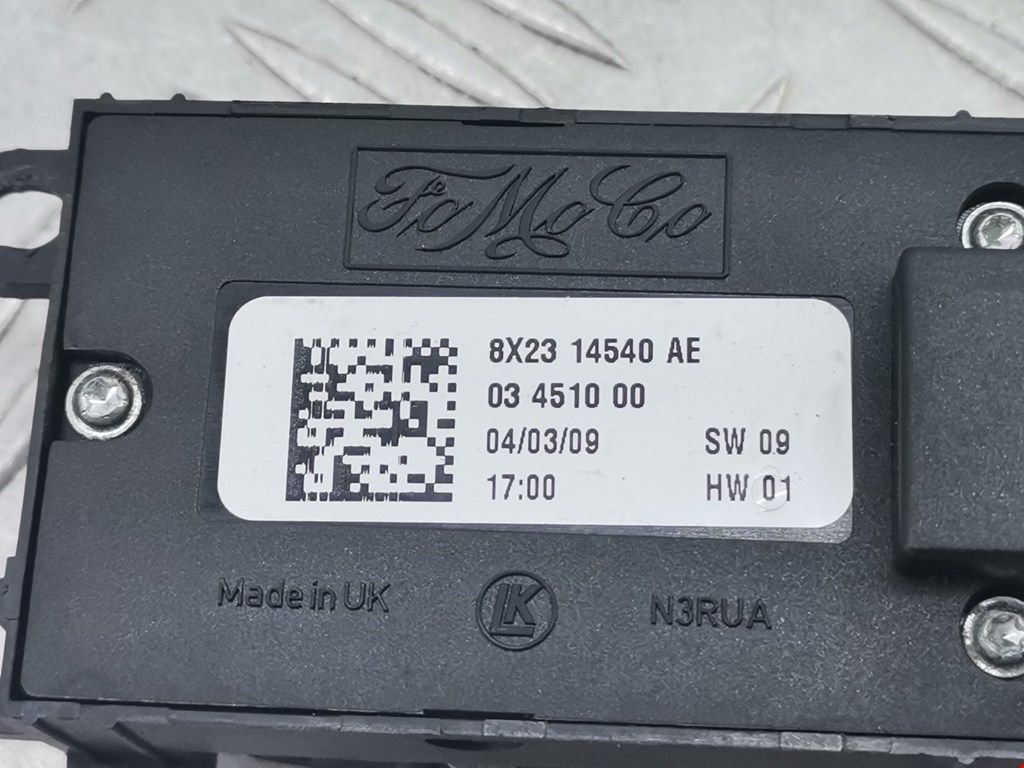 FoMoCo
8X23 14540 AE
03 4510 00
04/03/09 SW 09
17:00 HW 01
Made in UK LK N3RUA